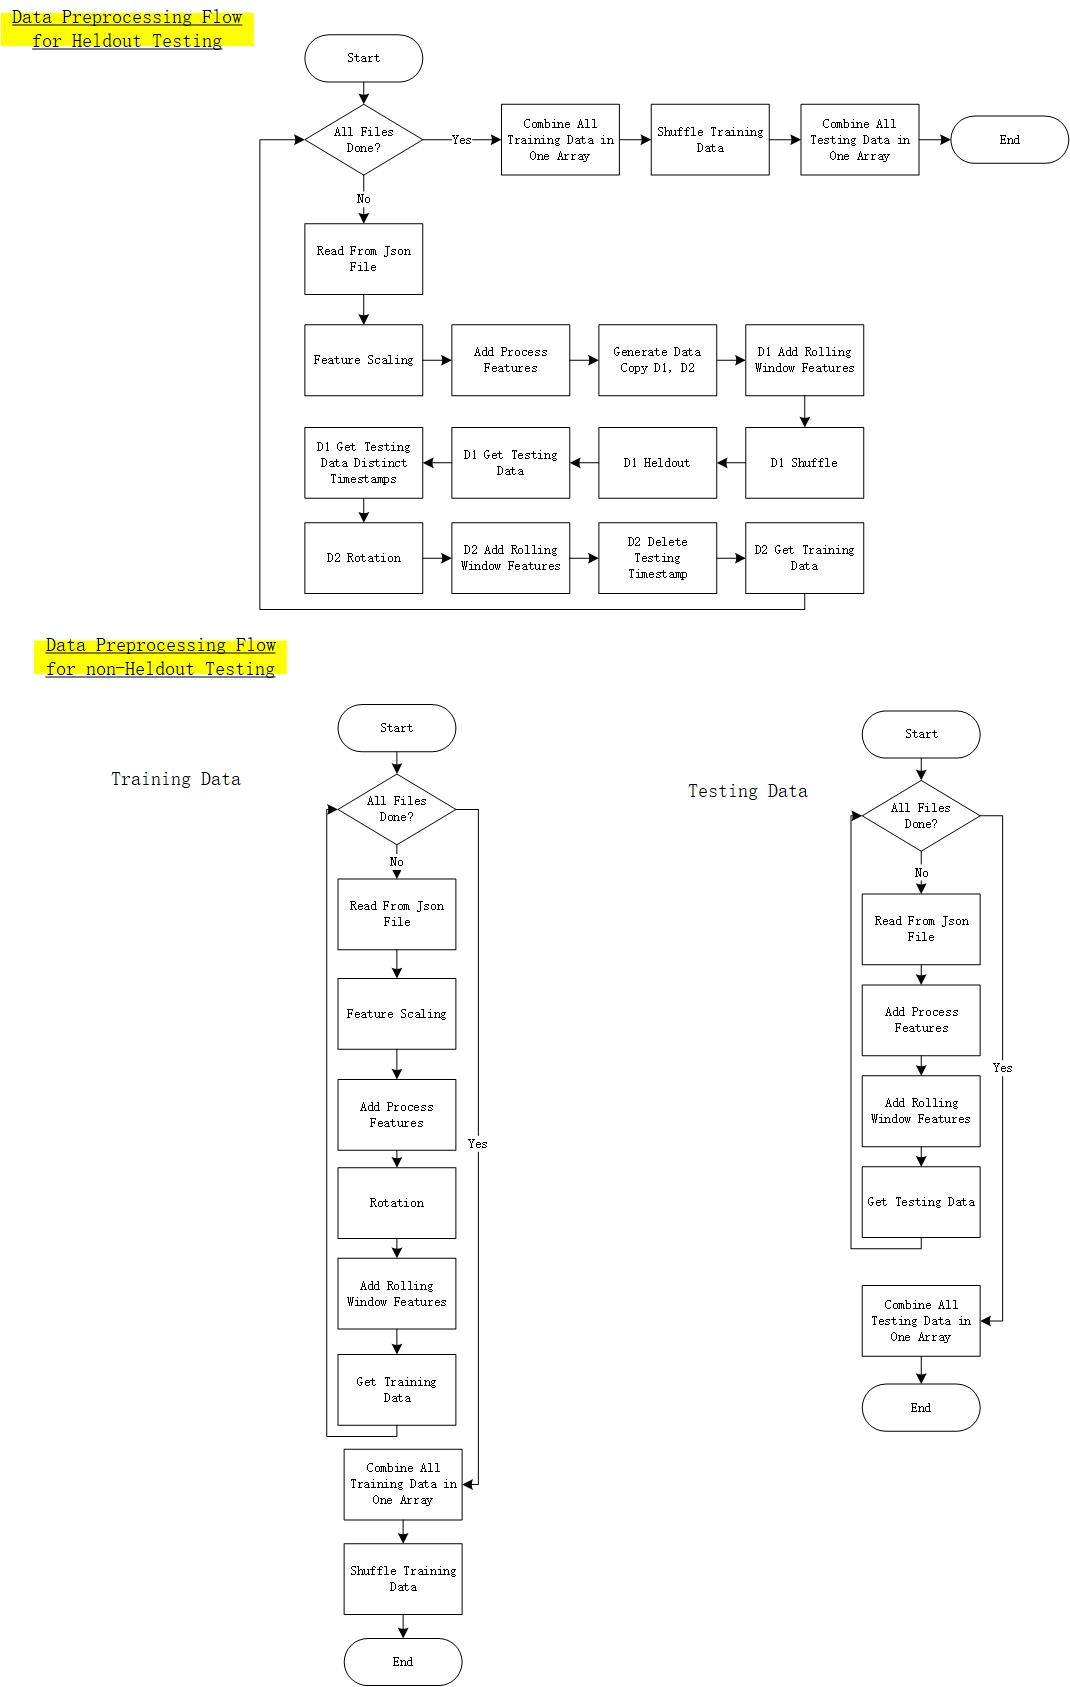 Data Preprocessing Flow
for Heldout Testing
Start
All Files
Done?
Yes
Combine All
Training Data in
One Array
Shuffle Training
Data
Combine All
Testing Data in
One Array
End
No
Read From Json
File
Feature Scaling
Add Process
Features
Generate Data
Copy D1, D2
D1 Add Rolling
Window Features
D1 Shuffle
D1 Heldout
D1 Get Testing
Data
D1 Get Testing
Data Distinct
Timestamps
D2 Rotation
D2 Add Rolling
Window Features
D2 Delete
Testing
Timestamp
D2 Get Training
Data
Data Preprocessing Flow
for non-Heldout Testing
Training Data
Start
All Files
Done?
No
Read From Json
File
Feature Scaling
Add Process
Features
Yes
Rotation
Add Rolling
Window Features
Get Training
Data
Combine All
Training Data in
One Array
Shuffle Training
Data
End
Testing Data
Start
All Files
Done?
No
Read From Json
File
Add Process
Features
Yes
Add Rolling
Window Features
Get Testing Data
Combine All
Testing Data in
One Array
End